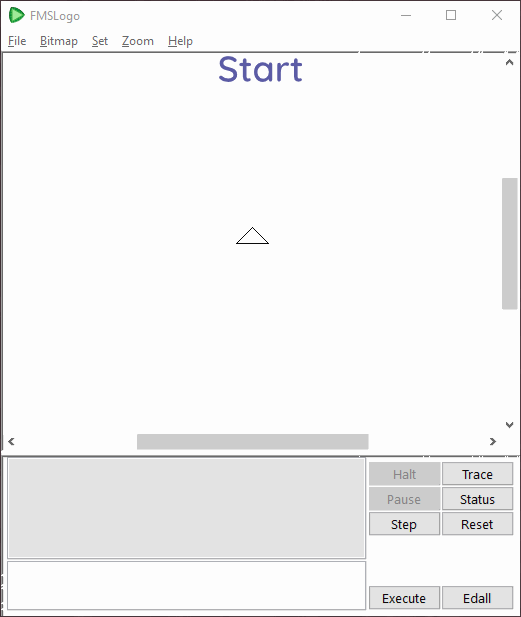 FMSLogo
File Bitmap Set Zoom Help
Start
Halt Trace
Pause Status
Step Reset
Execute Edall